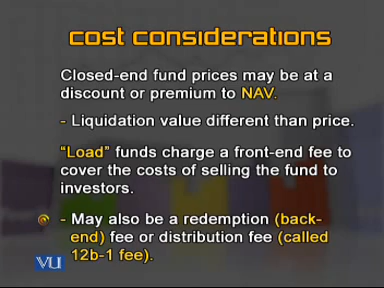 cost considerations
Closed-end fund prices may be at a
discount or premium to NAV.
- Liquidation value different than price.
“Load” funds charge a front-end fee to
cover the costs of selling the fund to
investors.
- May also be a redemption (back-
end) fee or distribution fee (called
12b-1 fee).
VU